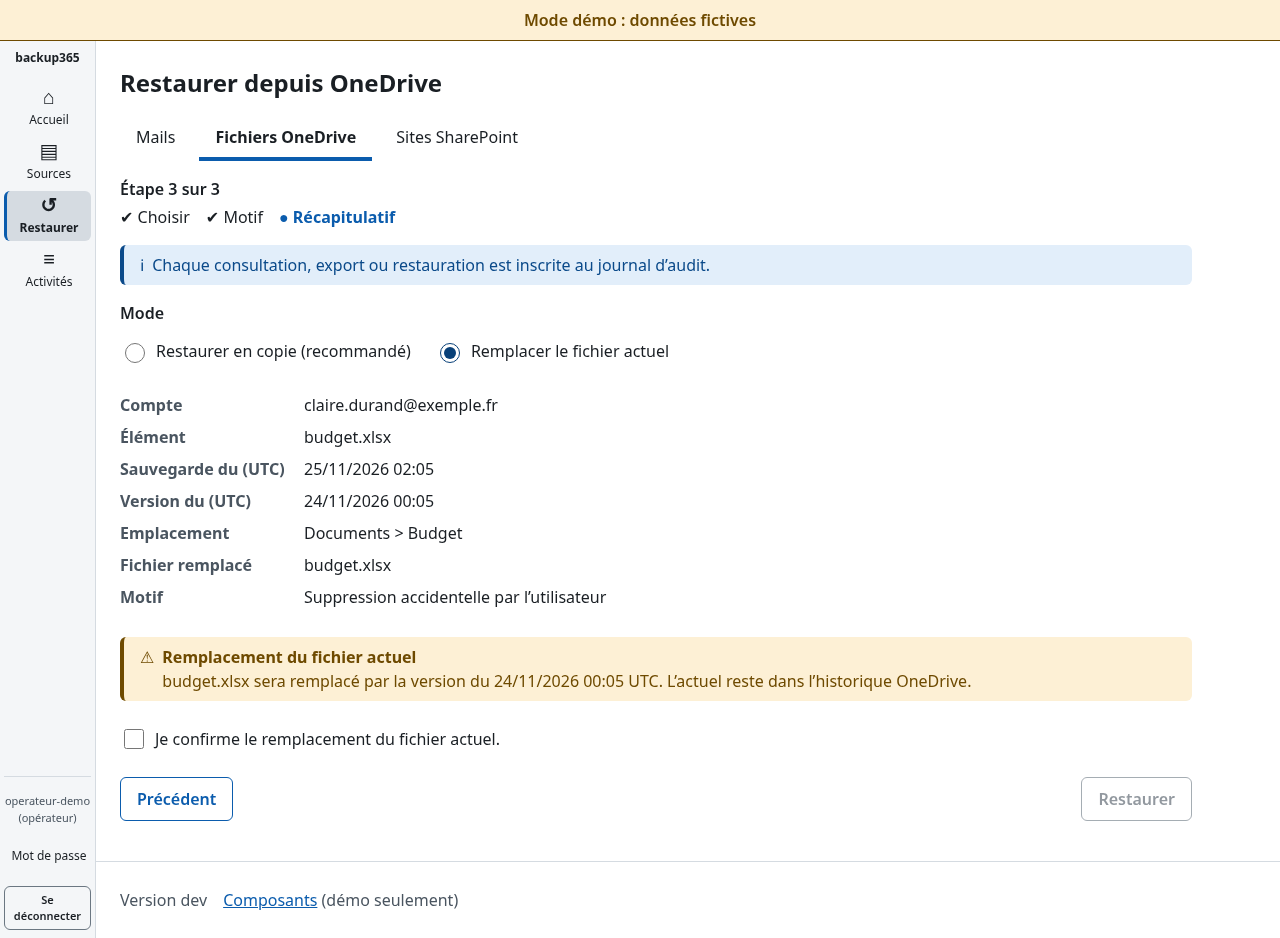 Mode démo : données fictives
backup365
Accueil
Sources
Restaurer
Activités
operateur-demo
(opérateur)
Mot de passe
Se
déconnecter
Restaurer depuis OneDrive
Mails
Fichiers OneDrive
Sites SharePoint
Étape 3 sur 3
✔ Choisir ✔ Motif ● Récapitulatif
i Chaque consultation, export ou restauration est inscrite au journal d’audit.
Mode
Restaurer en copie (recommandé)
Remplacer le fichier actuel
Compte claire.durand@exemple.fr
Élément budget.xlsx
Sauvegarde du (UTC) 25/11/2026 02:05
Version du (UTC) 24/11/2026 00:05
Emplacement Documents > Budget
Fichier remplacé budget.xlsx
Motif Suppression accidentelle par l’utilisateur
⚠ Remplacement du fichier actuel
budget.xlsx sera remplacé par la version du 24/11/2026 00:05 UTC. L’actuel reste dans l’historique OneDrive.
Je confirme le remplacement du fichier actuel.
Précédent
Restaurer
Version dev Composants (démo seulement)